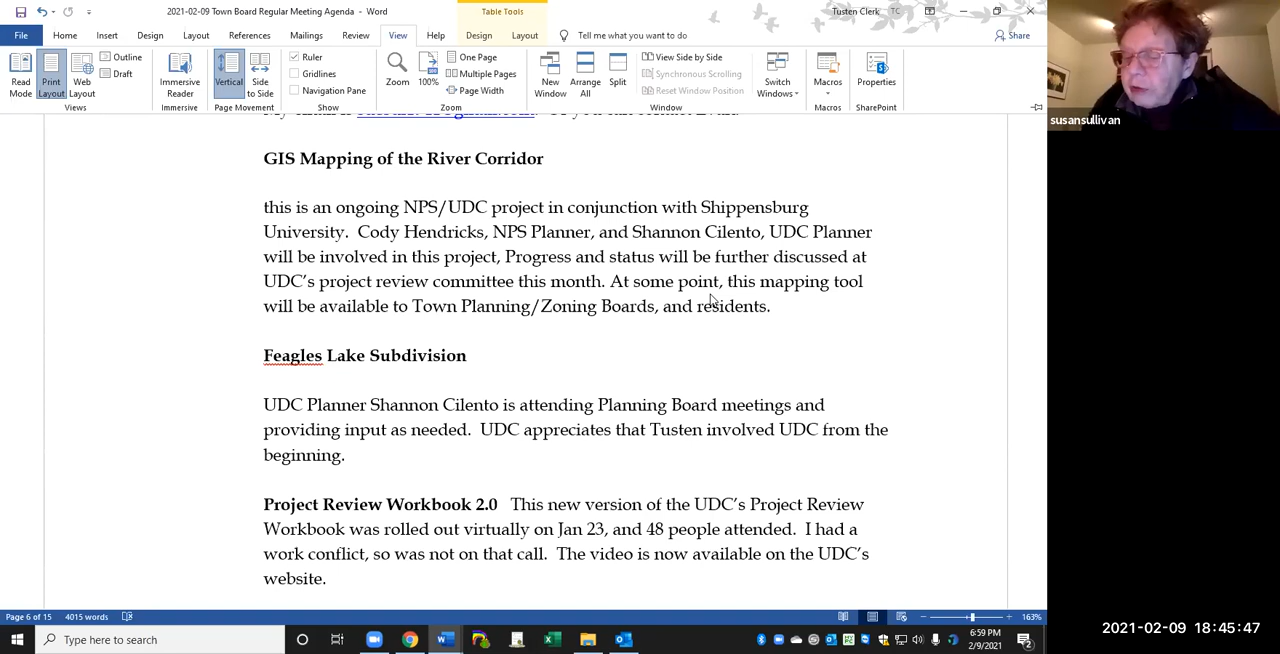 2021-02-09 Town Board Regular Meeting Agenda - Word
Table Tools
Tusten Clerk
TC
File Home Insert Design Layout References Mailings Review View Help Design Layout Tell me what you want to do
Share
Read Mode
Print Layout
Web Layout
Outline
Draft
Views
Immersive Reader
Immersive
Vertical
Side to Side
Page Movement
Ruler
Gridlines
Navigation Pane
Show
Zoom
100%
One Page
Multiple Pages
Page Width
Zoom
New Window
Arrange All
Split
View Side by Side
Synchronous Scrolling
Reset Window Position
Window
Switch Windows
Macros
Macros
Properties
SharePoint
susansullivan
GIS Mapping of the River Corridor
this is an ongoing NPS/UDC project in conjunction with Shippensburg
University. Cody Hendricks, NPS Planner, and Shannon Cilento, UDC Planner
will be involved in this project, Progress and status will be further discussed at
UDC's project review committee this month. At some point, this mapping tool
will be available to Town Planning/Zoning Boards, and residents.
Feagles Lake Subdivision
UDC Planner Shannon Cilento is attending Planning Board meetings and
providing input as needed. UDC appreciates that Tusten involved UDC from the
beginning.
Project Review Workbook 2.0 This new version of the UDC's Project Review
Workbook was rolled out virtually on Jan 23, and 48 people attended. I had a
work conflict, so was not on that call. The video is now available on the UDC's
website.
Page 6 of 15 4015 words
163%
Type here to search
6:59 PM
2/9/2021
2
2021-02-09 18:45:47